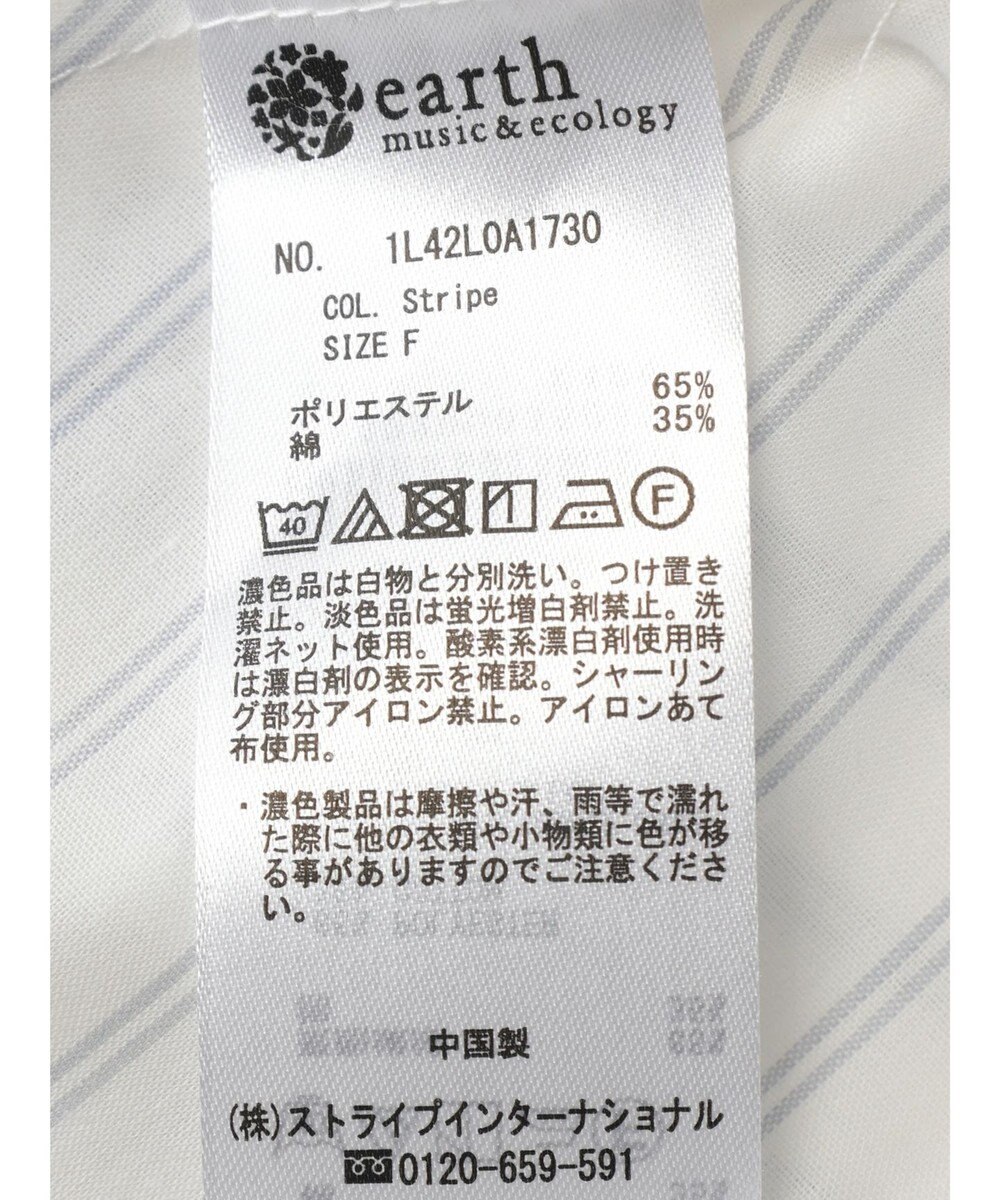 earth
music&ecology
NO. 1L42L0A1730
COL. Stripe
SIZE F
ポリエステル 65%
綿 35%
40 F
濃色品は白物と分別洗い。つけ置き
禁止。淡色品は蛍光増白剤禁止。洗
濯ネット使用。酸素系漂白剤使用時
は漂白剤の表示を確認。シャーリン
グ部分アイロン禁止。アイロンあて
布使用。
・濃色製品は摩擦や汗、雨等で濡れ
た際に他の衣類や小物類に色が移
る事がありますのでご注意くださ
い。
中国製
(株)ストライプインターナショナル
0120-659-591